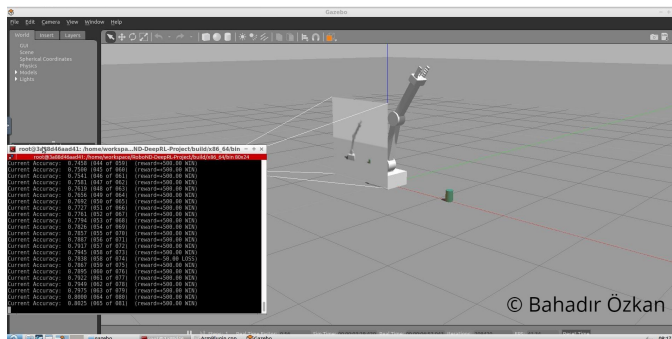 Gazebo
File Edit Camera View Window Help
World Insert Layers
GUI
Scene
Spherical Coordinates
Physics
Models
Lights
root@3a08d46aad41: /home/workspa...ND-DeepRL-Project/build/x86_64/bin
root@3a08d46aad41: /home/workspace/RoboND-DeepRL-Project/build/x86_64/bin 80x24
Current Accuracy: 0.7458 (044 of 059) (reward=+500.00 WIN)
Current Accuracy: 0.7500 (045 of 060) (reward=+500.00 WIN)
Current Accuracy: 0.7541 (046 of 061) (reward=+500.00 WIN)
Current Accuracy: 0.7581 (047 of 062) (reward=+500.00 WIN)
Current Accuracy: 0.7619 (048 of 063) (reward=+500.00 WIN)
Current Accuracy: 0.7656 (049 of 064) (reward=+500.00 WIN)
Current Accuracy: 0.7692 (050 of 065) (reward=+500.00 WIN)
Current Accuracy: 0.7727 (051 of 066) (reward=+500.00 WIN)
Current Accuracy: 0.7761 (052 of 067) (reward=+500.00 WIN)
Current Accuracy: 0.7794 (053 of 068) (reward=+500.00 WIN)
Current Accuracy: 0.7826 (054 of 069) (reward=+500.00 WIN)
Current Accuracy: 0.7857 (055 of 070) (reward=+500.00 WIN)
Current Accuracy: 0.7887 (056 of 071) (reward=+500.00 WIN)
Current Accuracy: 0.7917 (057 of 072) (reward=+500.00 WIN)
Current Accuracy: 0.7945 (058 of 073) (reward=+500.00 WIN)
Current Accuracy: 0.7838 (058 of 074) (reward=-50.00 LOSS)
Current Accuracy: 0.7867 (059 of 075) (reward=+500.00 WIN)
Current Accuracy: 0.7895 (060 of 076) (reward=+500.00 WIN)
Current Accuracy: 0.7922 (061 of 077) (reward=+500.00 WIN)
Current Accuracy: 0.7949 (062 of 078) (reward=+500.00 WIN)
Current Accuracy: 0.7975 (063 of 079) (reward=+500.00 WIN)
Current Accuracy: 0.8000 (064 of 080) (reward=+500.00 WIN)
Current Accuracy: 0.8025 (065 of 081) (reward=+500.00 WIN)
© Bahadır Özkan
gazebo
ArmPlugin.cpp
Gazebo
08:17